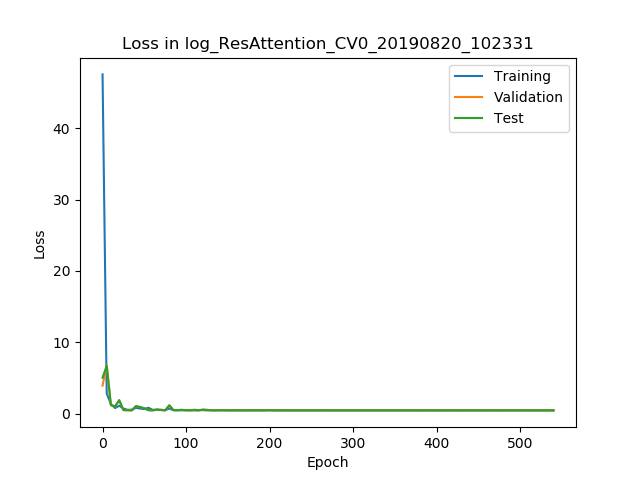 Loss in log_ResAttention_CV0_20190820_102331
Training
Validation
Test
Loss
40
30
20
10
0
0 100 200 300 400 500
Epoch